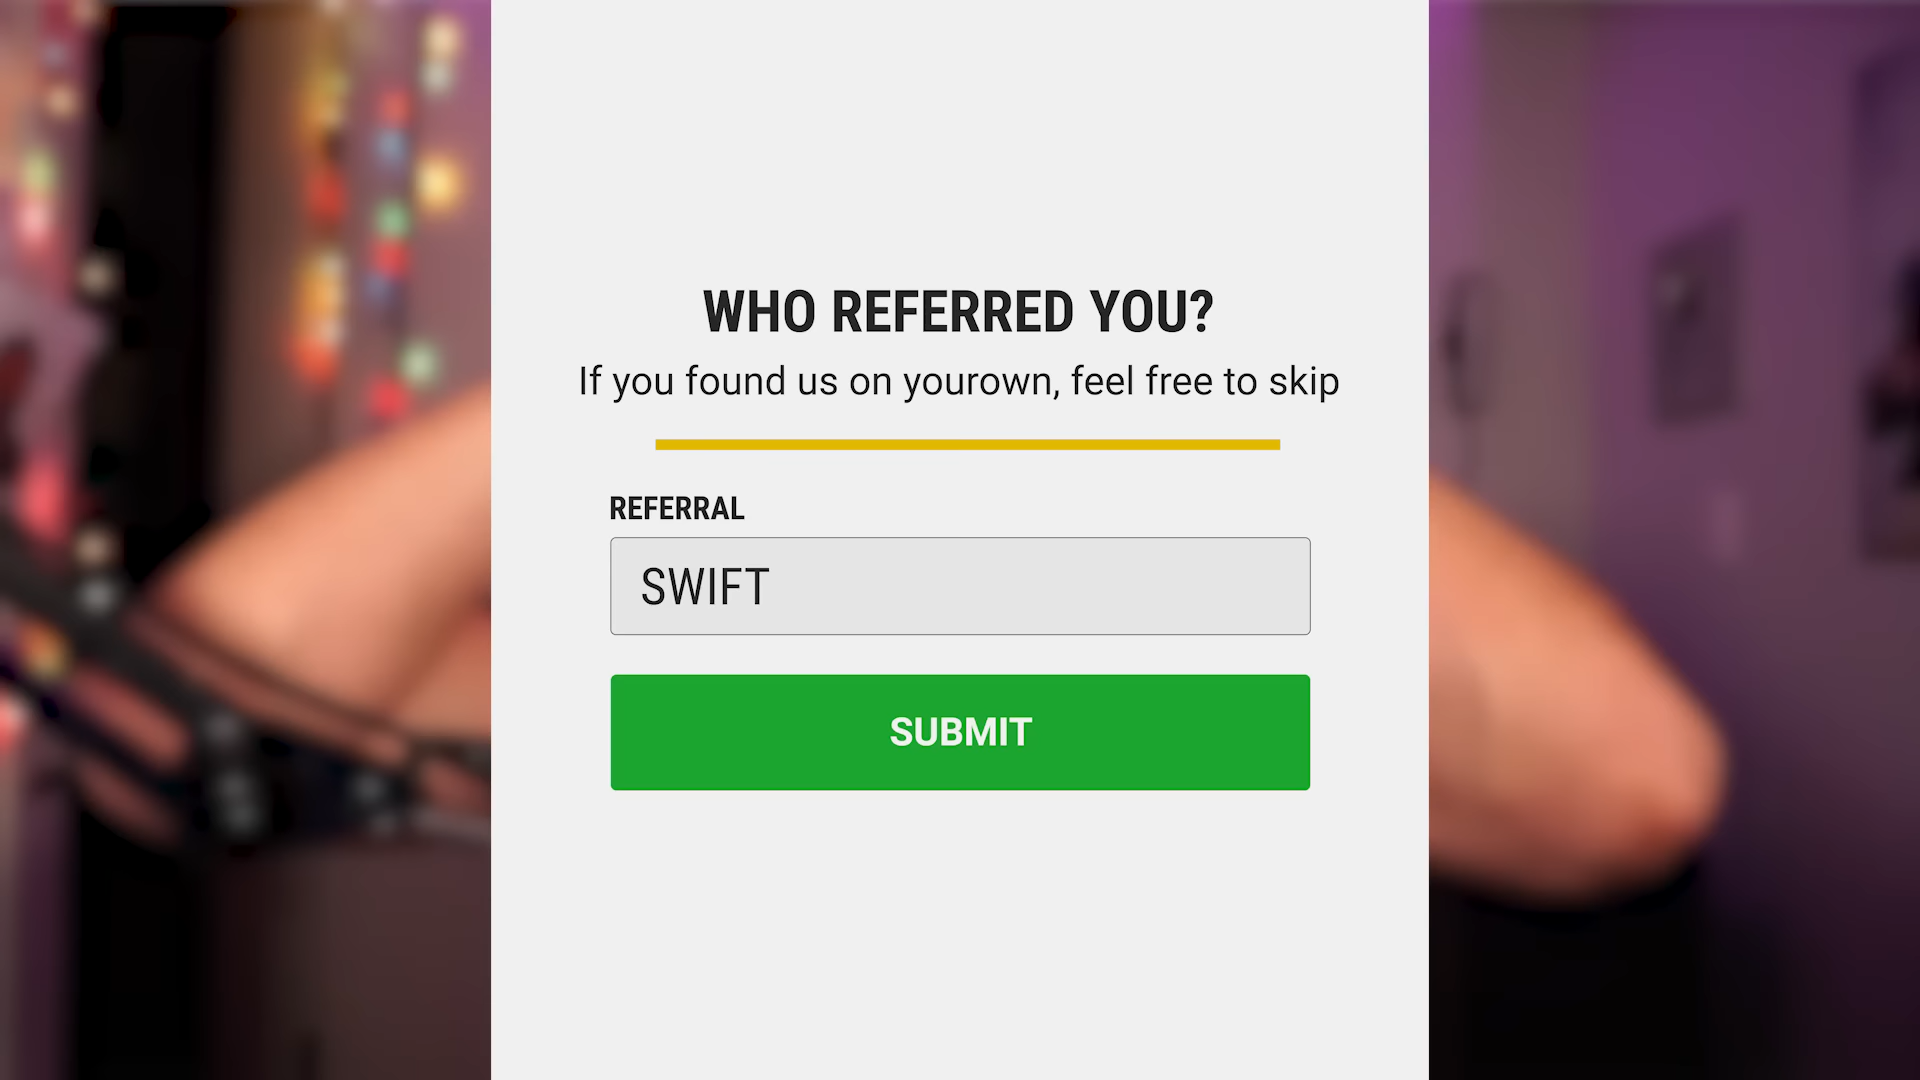 WHO REFERRED YOU?
If you found us on yourown, feel free to skip
REFERRAL
SWIFT
SUBMIT